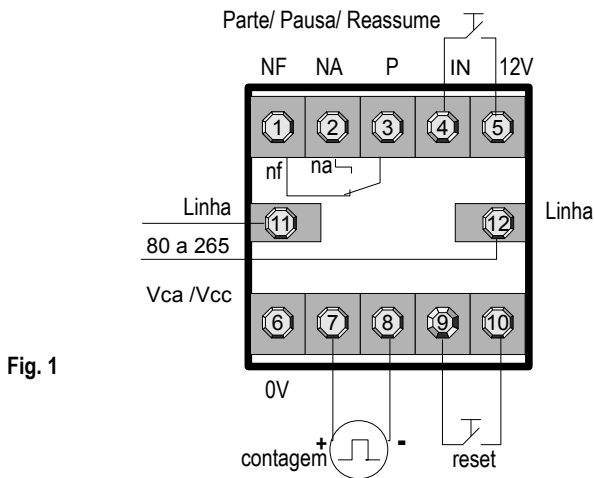 Parte/ Pausa/ Reassume
NF NA P IN 12V
1 2 3 4 5
nf na
Linha 11 12 Linha
80 a 265
Vca /Vcc
6 7 8 9 10
Fig. 1
0V
+ -
contagem reset